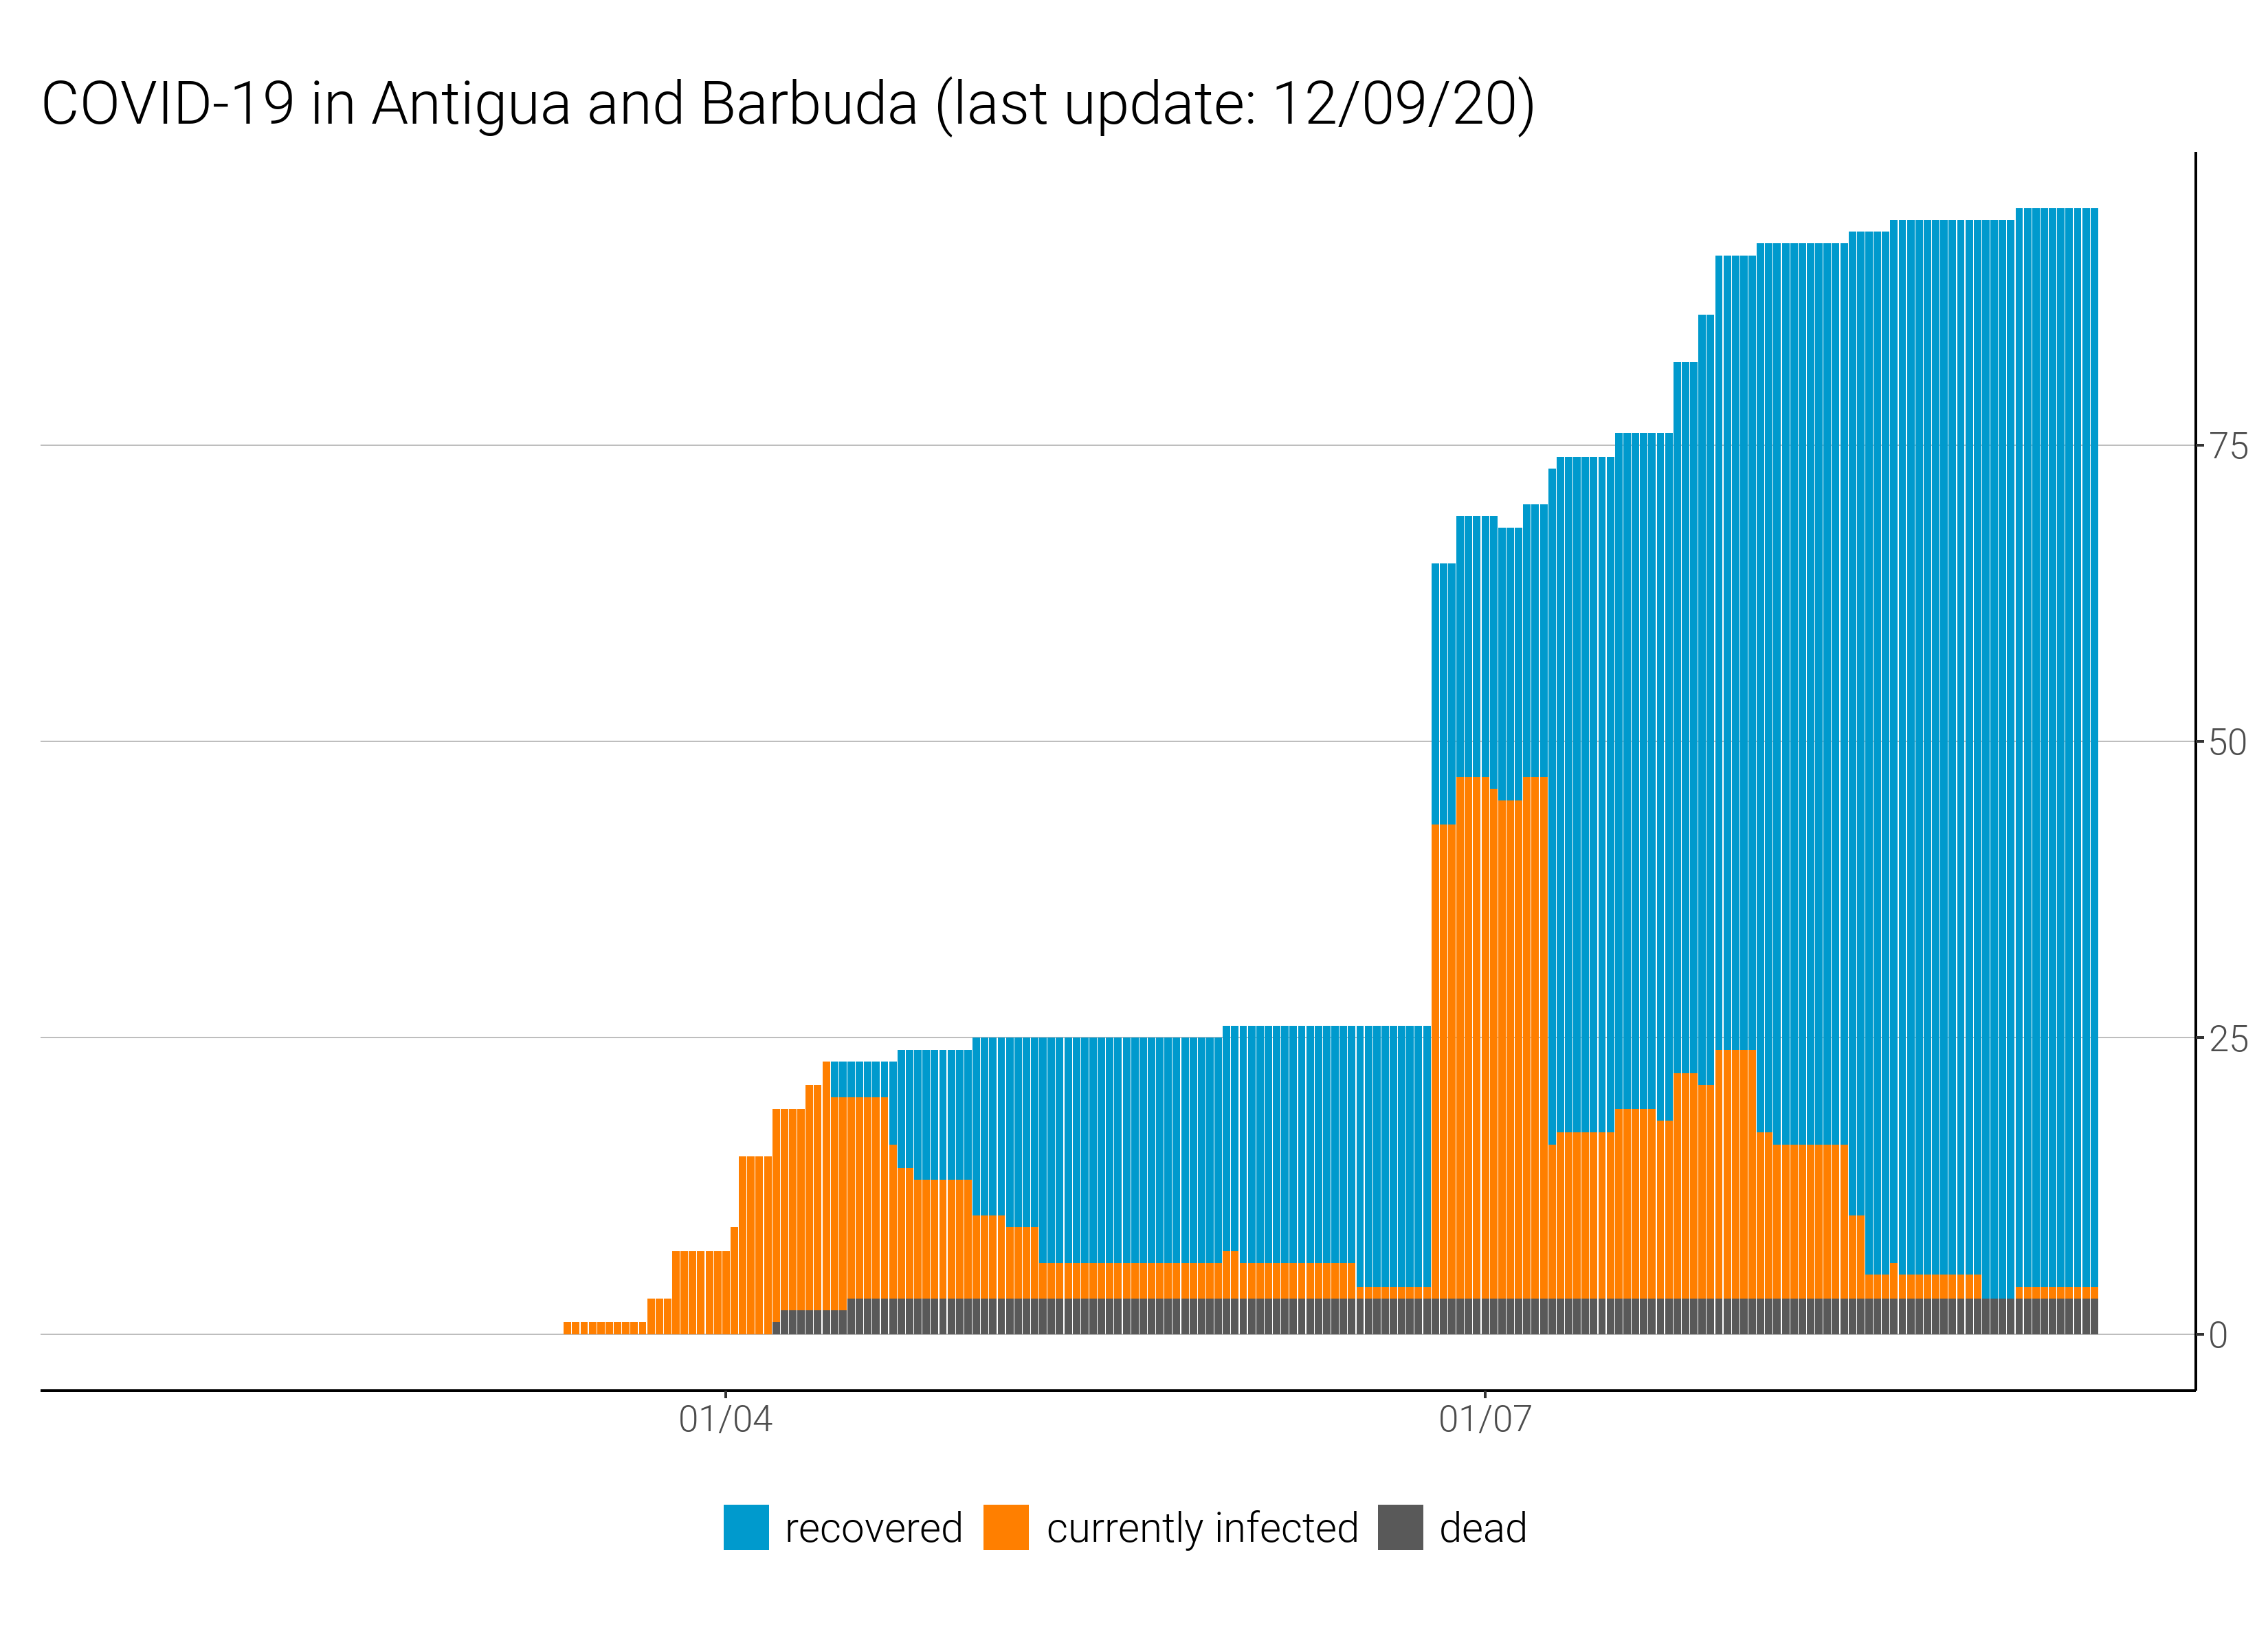 COVID-19 in Antigua and Barbuda (last update: 12/09/20)
75
50
25
0
01/04 01/07
recovered currently infected dead